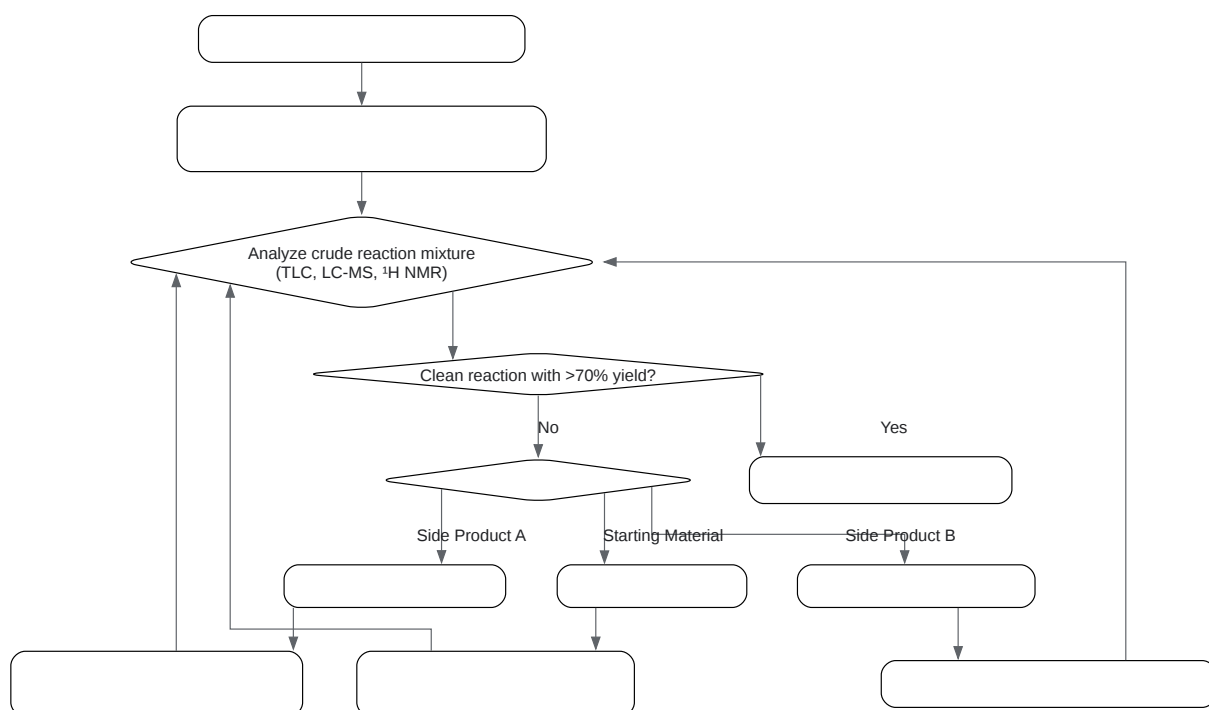 Analyze crude reaction mixture
(TLC, LC-MS, ¹H NMR)
Clean reaction with >70% yield?
No
Yes
Side Product A
Starting Material
Side Product B